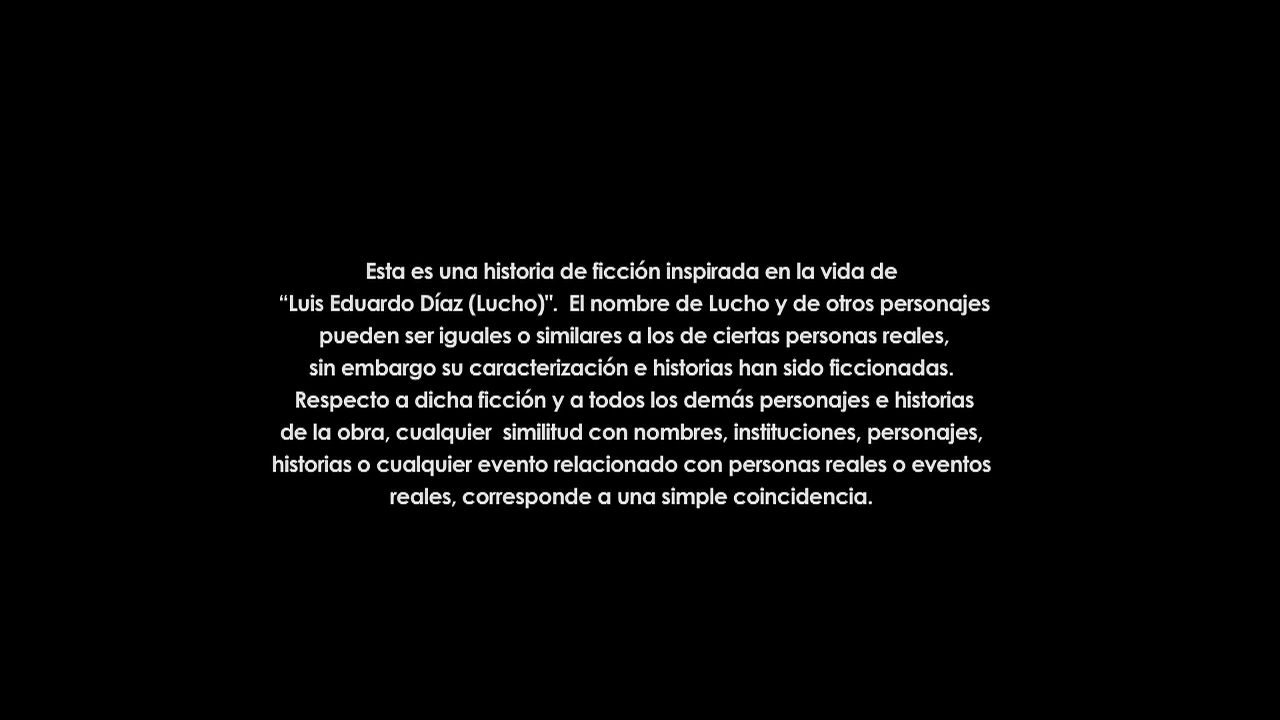 Esta es una historia de ficción inspirada en la vida de
“Luis Eduardo Díaz (Lucho)".  El nombre de Lucho y de otros personajes
pueden ser iguales o similares a los de ciertas personas reales,
sin embargo su caracterización e historias han sido ficcionadas.
Respecto a dicha ficción y a todos los demás personajes e historias
de la obra, cualquier  similitud con nombres, instituciones, personajes,
historias o cualquier evento relacionado con personas reales o eventos
reales, corresponde a una simple coincidencia.